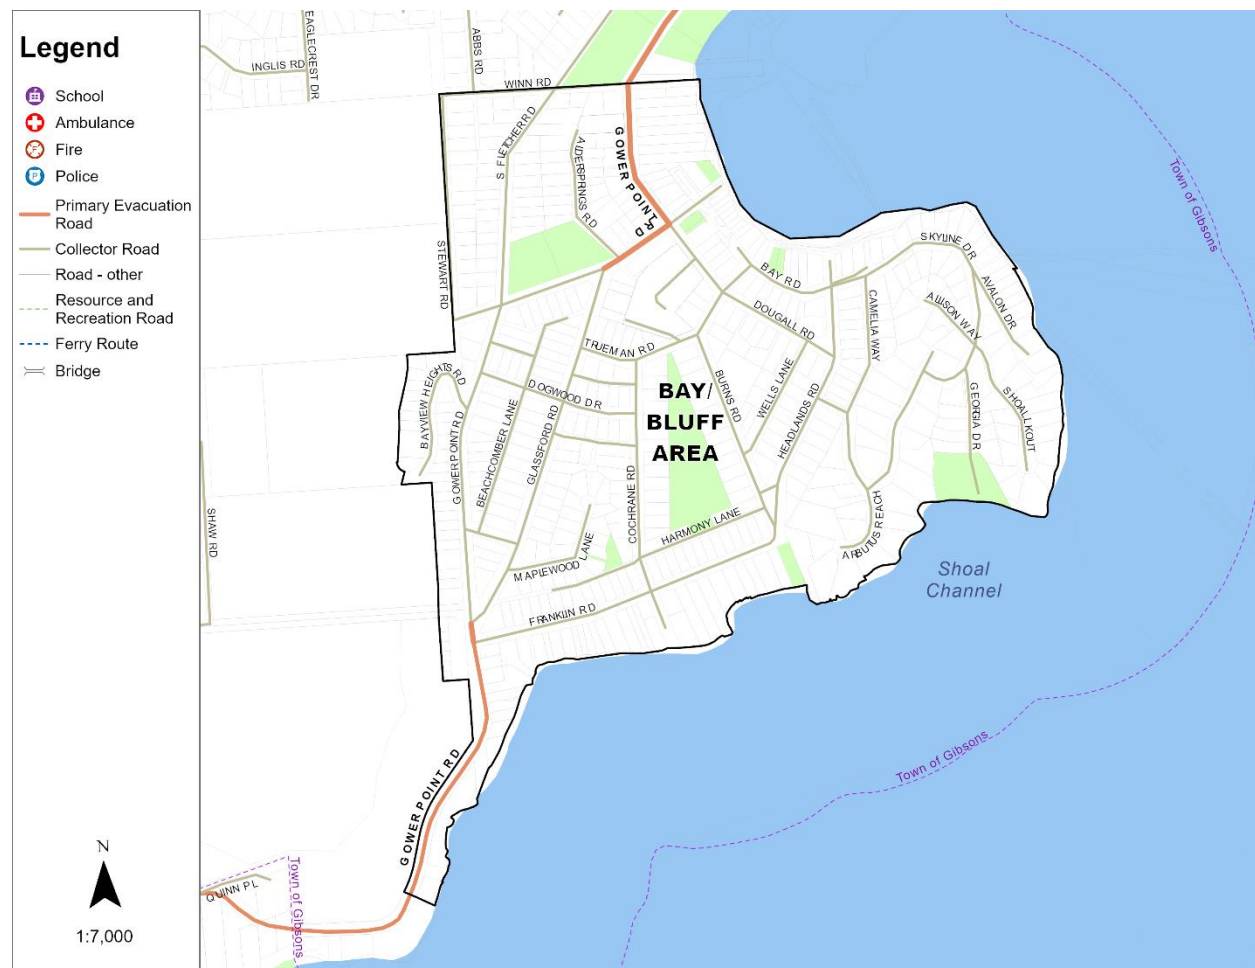 Legend
School
Ambulance
Fire
Police
Primary Evacuation
Road
Collector Road
Road - other
Resource and
Recreation Road
Ferry Route
Bridge
N
1:7,000
EAGLECREST DR
INGLIS RD
ABBS RD
WINN RD
S FLETCHER RD
ALDERSPRINGS RD
GOWER POINT RD
STEWART RD
BAY RD
SKYLINE DR
AVALON DR
ALLISON WAY
CAMELIA WAY
DOUGALL RD
TRUEMAN RD
BURNS RD
WELLS LANE
HEADLANDS RD
GEORGIA DR
SHOAL LKOUT
BAYVIEW HEIGHTS RD
GOWER POINT RD
BEACHCOMBER LANE
DOGWOOD DR
GLASSFORD RD
BAY/
BLUFF
AREA
COCHRANE RD
HARMONY LANE
MAPLEWOOD LANE
FRANKLIN RD
ARBUTUS REACH
SHAW RD
Shoal
Channel
GOWER POINT RD
QUINN PL
Town of Gibsons
Town of Gibsons
Town of Gibsons